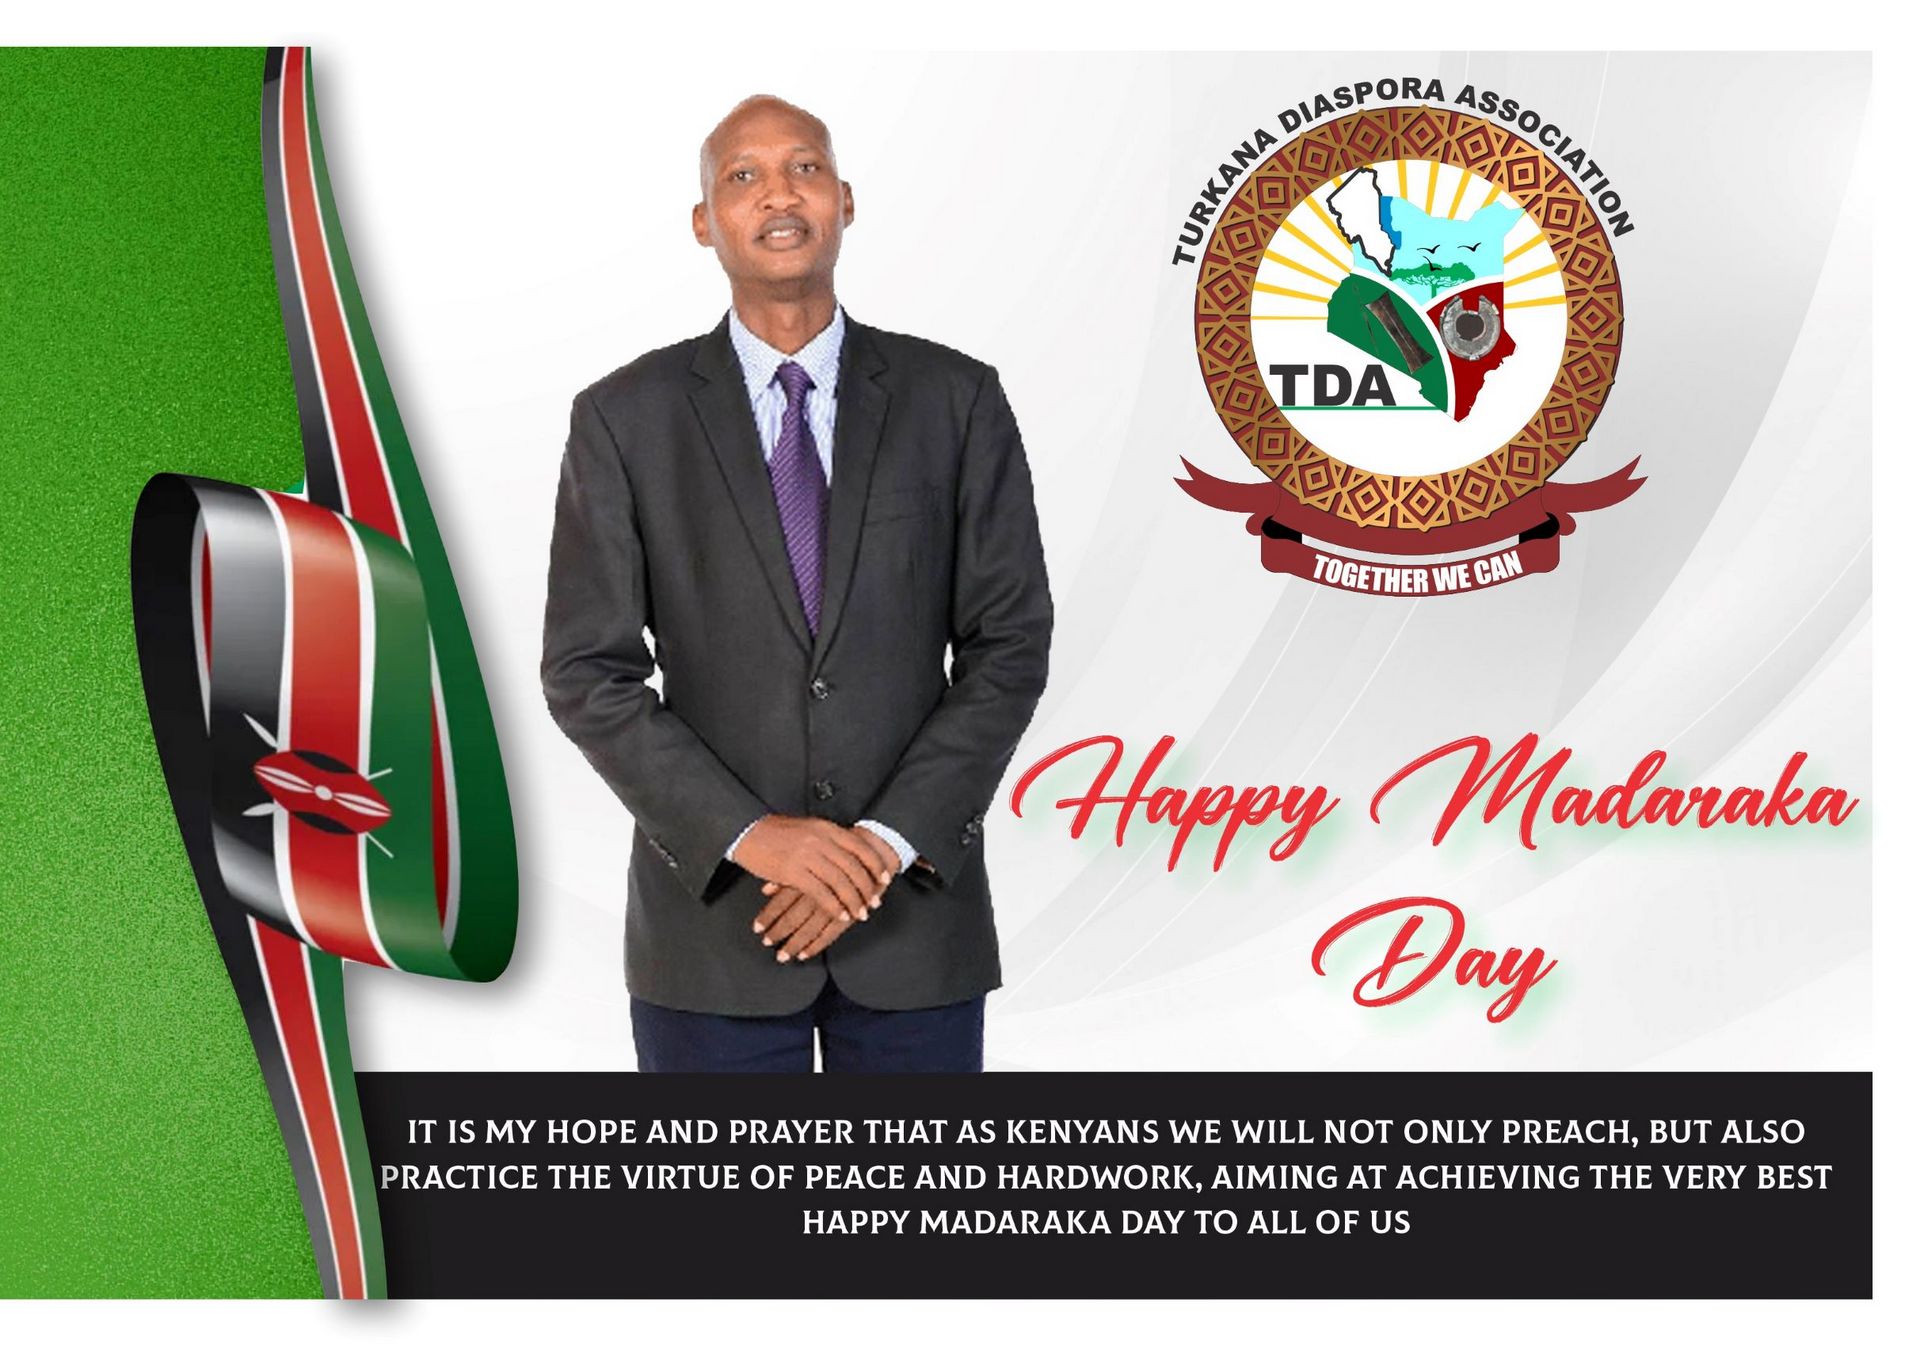 TURKANA DIASPORA ASSOCIATION
TDA
TOGETHER WE CAN
Happy Madaraka
Day
IT IS MY HOPE AND PRAYER THAT AS KENYANS WE WILL NOT ONLY PREACH, BUT ALSO
PRACTICE THE VIRTUE OF PEACE AND HARDWORK, AIMING AT ACHIEVING THE VERY BEST
HAPPY MADARAKA DAY TO ALL OF US